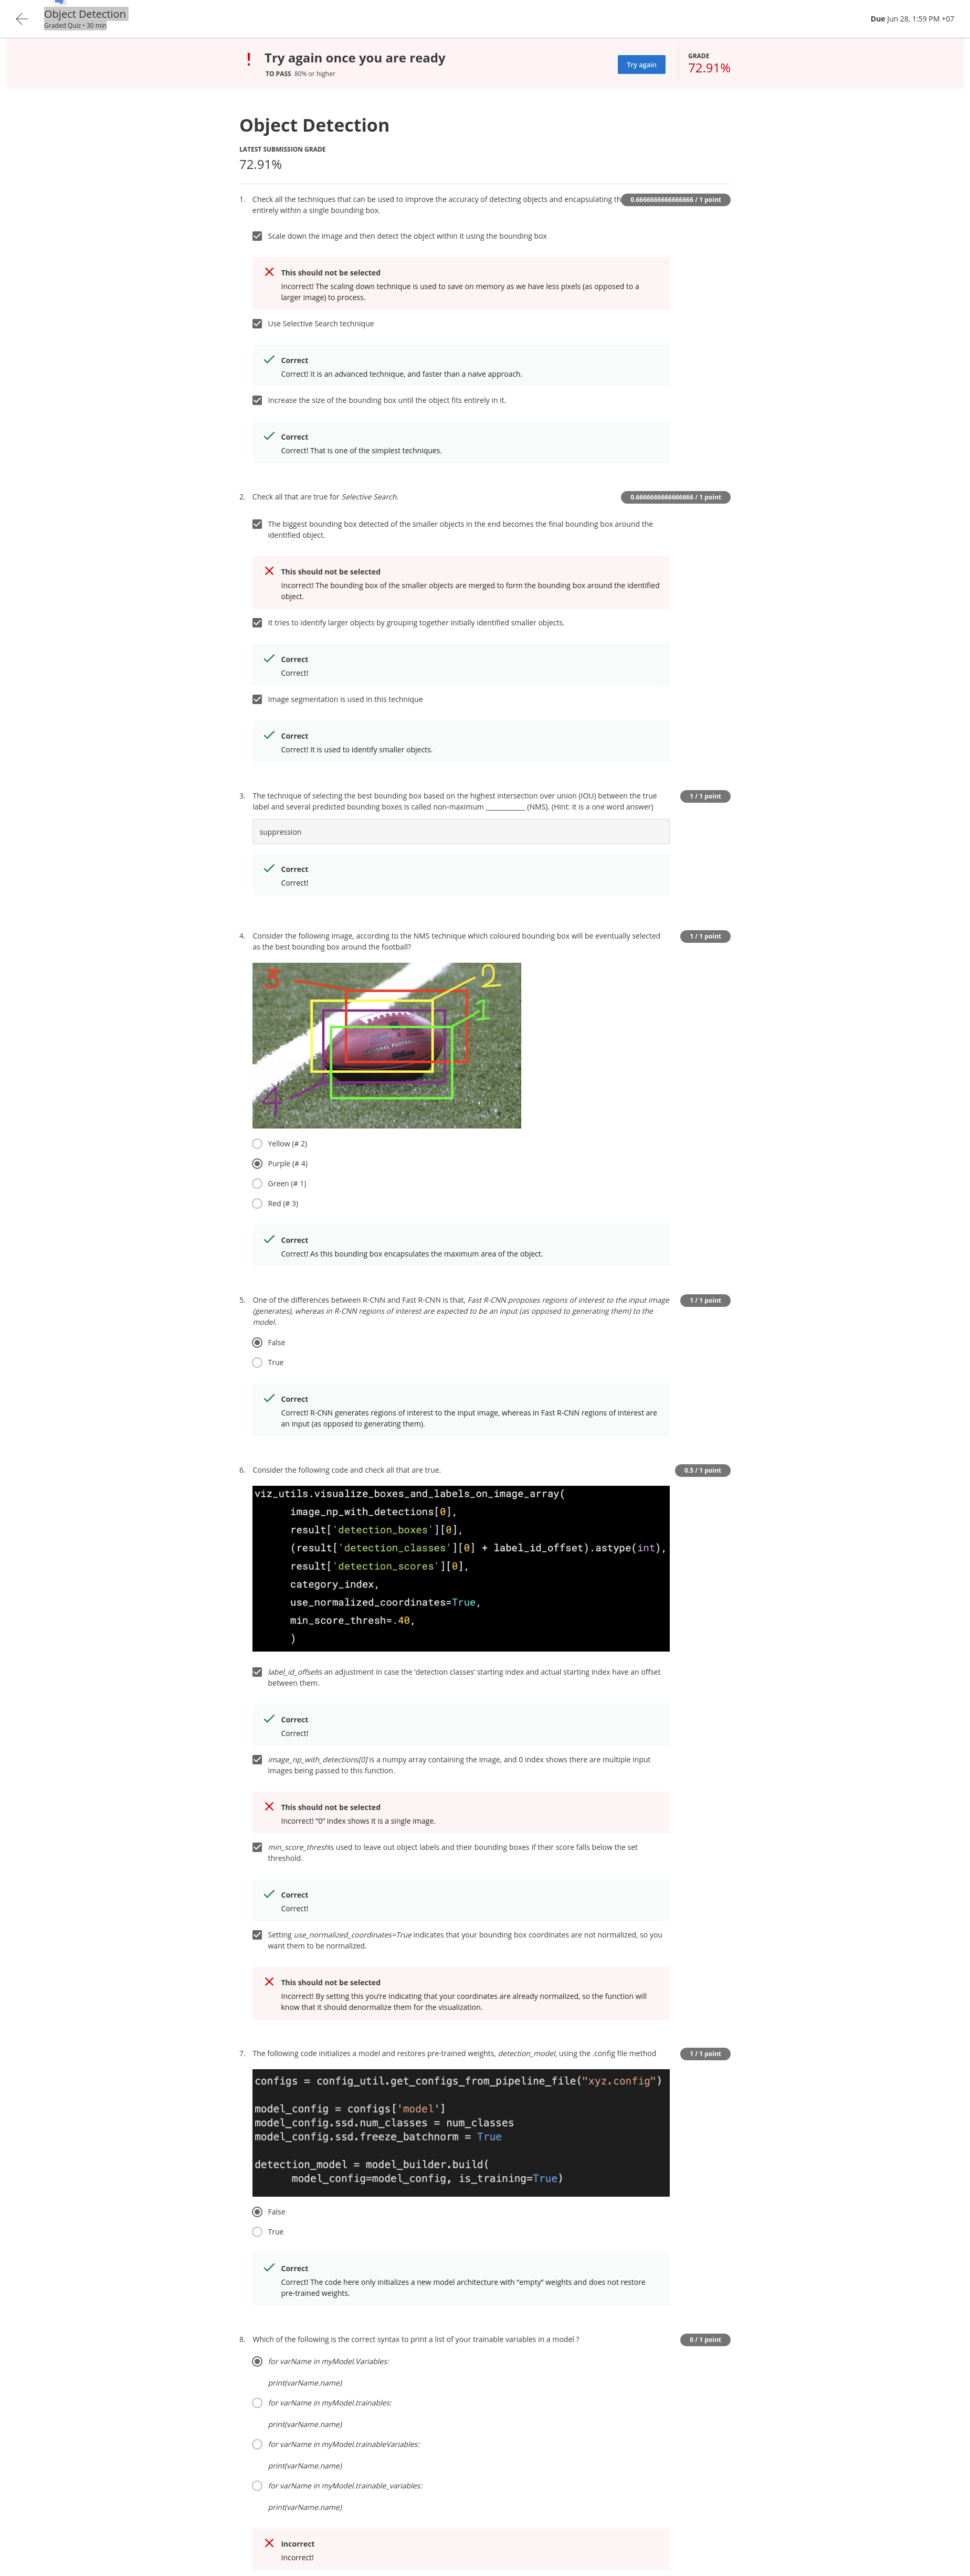 Object Detection
Graded Quiz • 30 min
Due Jun 28, 1:59 PM +07
Try again once you are ready
TO PASS 80% or higher
Try again
GRADE
72.91%
Object Detection
LATEST SUBMISSION GRADE
72.91%
1. Check all the techniques that can be used to improve the accuracy of detecting objects and encapsulating th
0.6666666666666666 / 1 point
entirely within a single bounding box.
Scale down the image and then detect the object within it using the bounding box
This should not be selected
Incorrect! The scaling down technique is used to save on memory as we have less pixels (as opposed to a
larger image) to process.
Use Selective Search technique
Correct
Correct! It is an advanced technique, and faster than a naive approach.
Increase the size of the bounding box until the object fits entirely in it.
Correct
Correct! That is one of the simplest techniques.
2. Check all that are true for Selective Search.
0.6666666666666666 / 1 point
The biggest bounding box detected of the smaller objects in the end becomes the final bounding box around the
identified object.
This should not be selected
Incorrect! The bounding box of the smaller objects are merged to form the bounding box around the identified
object.
It tries to identify larger objects by grouping together initially identified smaller objects.
Correct
Correct!
Image segmentation is used in this technique
Correct
Correct! It is used to identify smaller objects.
3. The technique of selecting the best bounding box based on the highest intersection over union (IOU) between the true
1 / 1 point
label and several predicted bounding boxes is called non-maximum ___________ (NMS). (Hint: it is a one word answer)
suppression
Correct
Correct!
4. Consider the following image, according to the NMS technique which coloured bounding box will be eventually selected
1 / 1 point
as the best bounding box around the football?
3
2
1
NATIONAL FOOTBALL
Wilson
4
Yellow (# 2)
Purple (# 4)
Green (# 1)
Red (# 3)
Correct
Correct! As this bounding box encapsulates the maximum area of the object.
5. One of the differences between R-CNN and Fast R-CNN is that, Fast R-CNN proposes regions of interest to the input image
1 / 1 point
(generates), whereas in R-CNN regions of interest are expected to be an input (as opposed to generating them) to the
model.
False
True
Correct
Correct! R-CNN generates regions of interest to the input image, whereas in Fast R-CNN regions of interest are
an input (as opposed to generating them).
6. Consider the following code and check all that are true.
0.5 / 1 point
viz_utils.visualize_boxes_and_labels_on_image_array(
image_np_with_detections[0],
result['detection_boxes'][0],
(result['detection_classes'][0] + label_id_offset).astype(int),
result['detection_scores'][0],
category_index,
use_normalized_coordinates=True,
min_score_thresh=.40,
)
label_id_offsetis an adjustment in case the ‘detection classes’ starting index and actual starting index have an offset
between them.
Correct
Correct!
image_np_with_detections[0] is a numpy array containing the image, and 0 index shows there are multiple input
images being passed to this function.
This should not be selected
Incorrect! “0” index shows it is a single image.
min_score_threshis used to leave out object labels and their bounding boxes if their score falls below the set
threshold.
Correct
Correct!
Setting use_normalized_coordinates=True indicates that your bounding box coordinates are not normalized, so you
want them to be normalized.
This should not be selected
Incorrect! By setting this you’re indicating that your coordinates are already normalized, so the function will
know that it should denormalize them for the visualization.
7. The following code initializes a model and restores pre-trained weights, detection_model, using the .config file method
1 / 1 point
configs = config_util.get_configs_from_pipeline_file("xyz.config")
model_config = configs['model']
model_config.ssd.num_classes = num_classes
model_config.ssd.freeze_batchnorm = True
detection_model = model_builder.build(
model_config=model_config, is_training=True)
False
True
Correct
Correct! The code here only initializes a new model architecture with “empty” weights and does not restore
pre-trained weights.
8. Which of the following is the correct syntax to print a list of your trainable variables in a model ?
0 / 1 point
for varName in myModel.Variables:
print(varName.name)
for varName in myModel.trainables:
print(varName.name)
for varName in myModel.trainableVariables:
print(varName.name)
for varName in myModel.trainable_variables:
print(varName.name)
Incorrect
Incorrect!